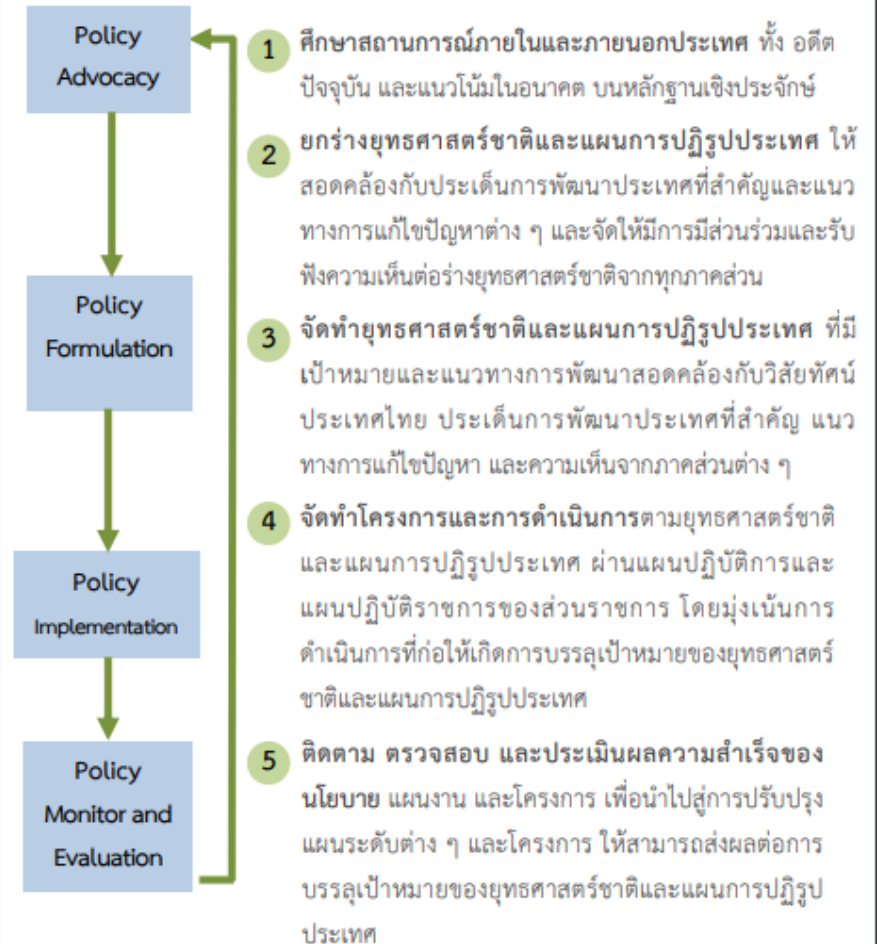 Policy
Advocacy
1 ศึกษาสถานการณ์ภายในและภายนอกประเทศ ทั้ง อดีต
ปัจจุบัน และแนวโน้มในอนาคต บนหลักฐานเชิงประจักษ์
2 ยกร่างยุทธศาสตร์ชาติและแผนการปฏิรูปประเทศ ให้
สอดคล้องกับประเด็นการพัฒนาประเทศที่สำคัญและแนว
ทางการแก้ไขปัญหาต่าง ๆ และจัดให้มีการมีส่วนร่วมและรับ
ฟังความเห็นต่อร่างยุทธศาสตร์ชาติจากทุกภาคส่วน
Policy
Formulation
3 จัดทำยุทธศาสตร์ชาติและแผนการปฏิรูปประเทศ ที่มี
เป้าหมายและแนวทางการพัฒนาสอดคล้องกับวิสัยทัศน์
ประเทศไทย ประเด็นการพัฒนาประเทศที่สำคัญ แนว
ทางการแก้ไขปัญหา และความเห็นจากภาคส่วนต่าง ๆ
Policy
Implementation
4 จัดทำโครงการและการดำเนินการตามยุทธศาสตร์ชาติ
และแผนการปฏิรูปประเทศ ผ่านแผนปฏิบัติการและ
แผนปฏิบัติราชการของส่วนราชการ โดยมุ่งเน้นการ
ดำเนินการที่ก่อให้เกิดการบรรลุเป้าหมายของยุทธศาสตร์
ชาติและแผนการปฏิรูปประเทศ
Policy
Monitor and
Evaluation
5 ติดตาม ตรวจสอบ และประเมินผลความสำเร็จของ
นโยบาย แผนงาน และโครงการ เพื่อนำไปสู่การปรับปรุง
แผนระดับต่าง ๆ และโครงการ ให้สามารถส่งผลต่อการ
บรรลุเป้าหมายของยุทธศาสตร์ชาติและแผนการปฏิรูป
ประเทศ